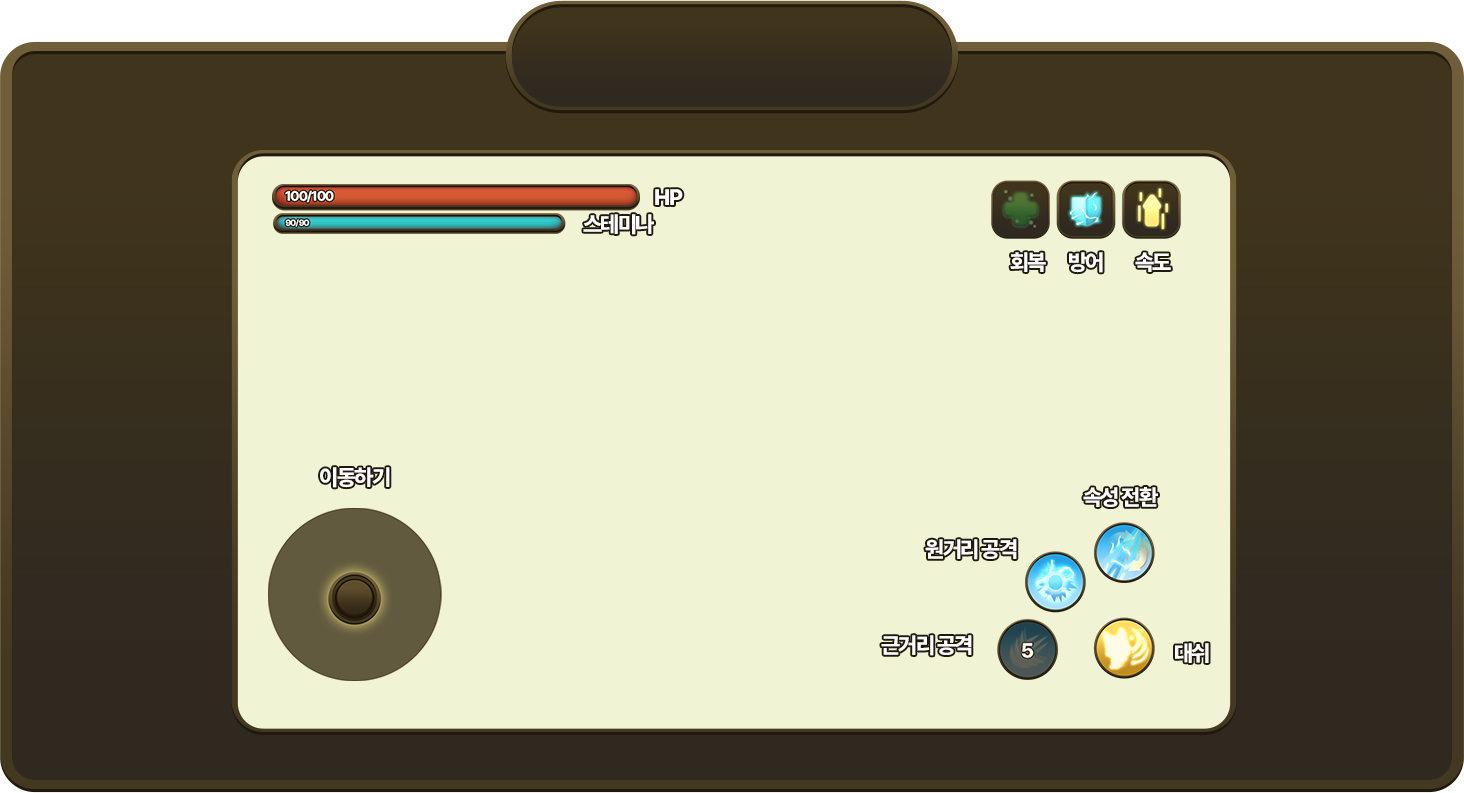 100/100 HP
90/90 스테미나
회복 방어 속도
이동하기
속성 전환
원거리 공격
근거리 공격 5 대쉬